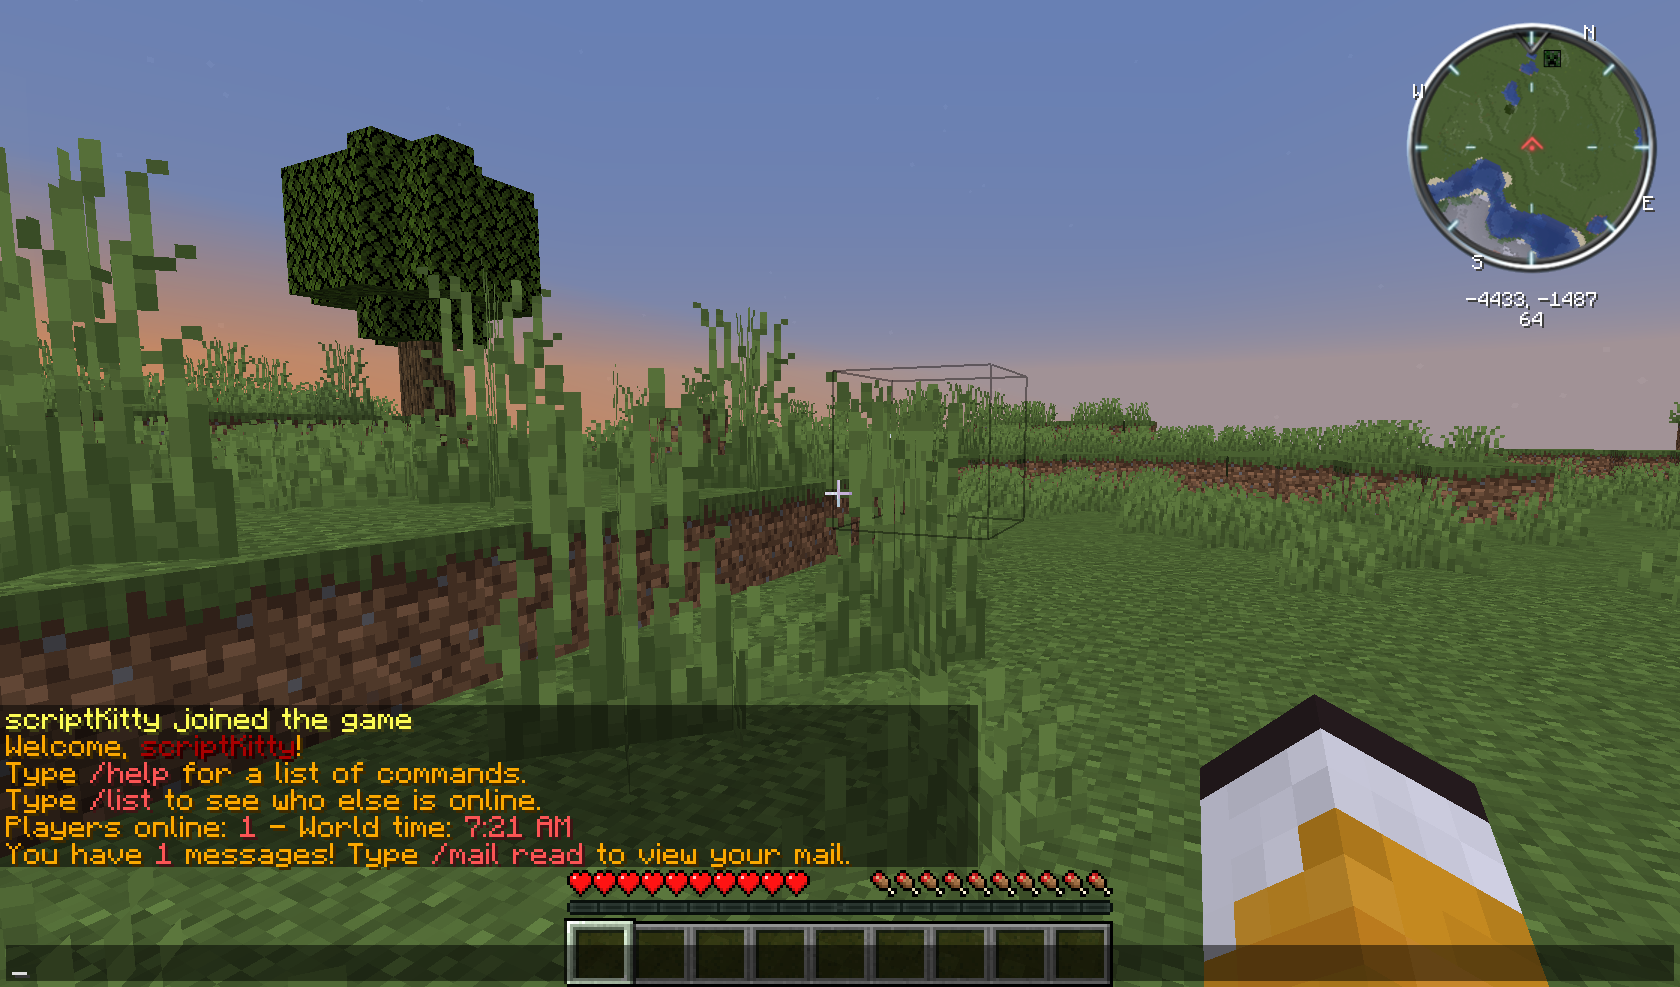 N
W
E
S
-4433, -1487
64
scriptKitty joined the game
Welcome, scriptKitty!
Type /help for a list of commands.
Type /list to see who else is online.
Players online: 1 - World time: 7:21 AM
You have 1 messages! Type /mail read to view your mail.
_